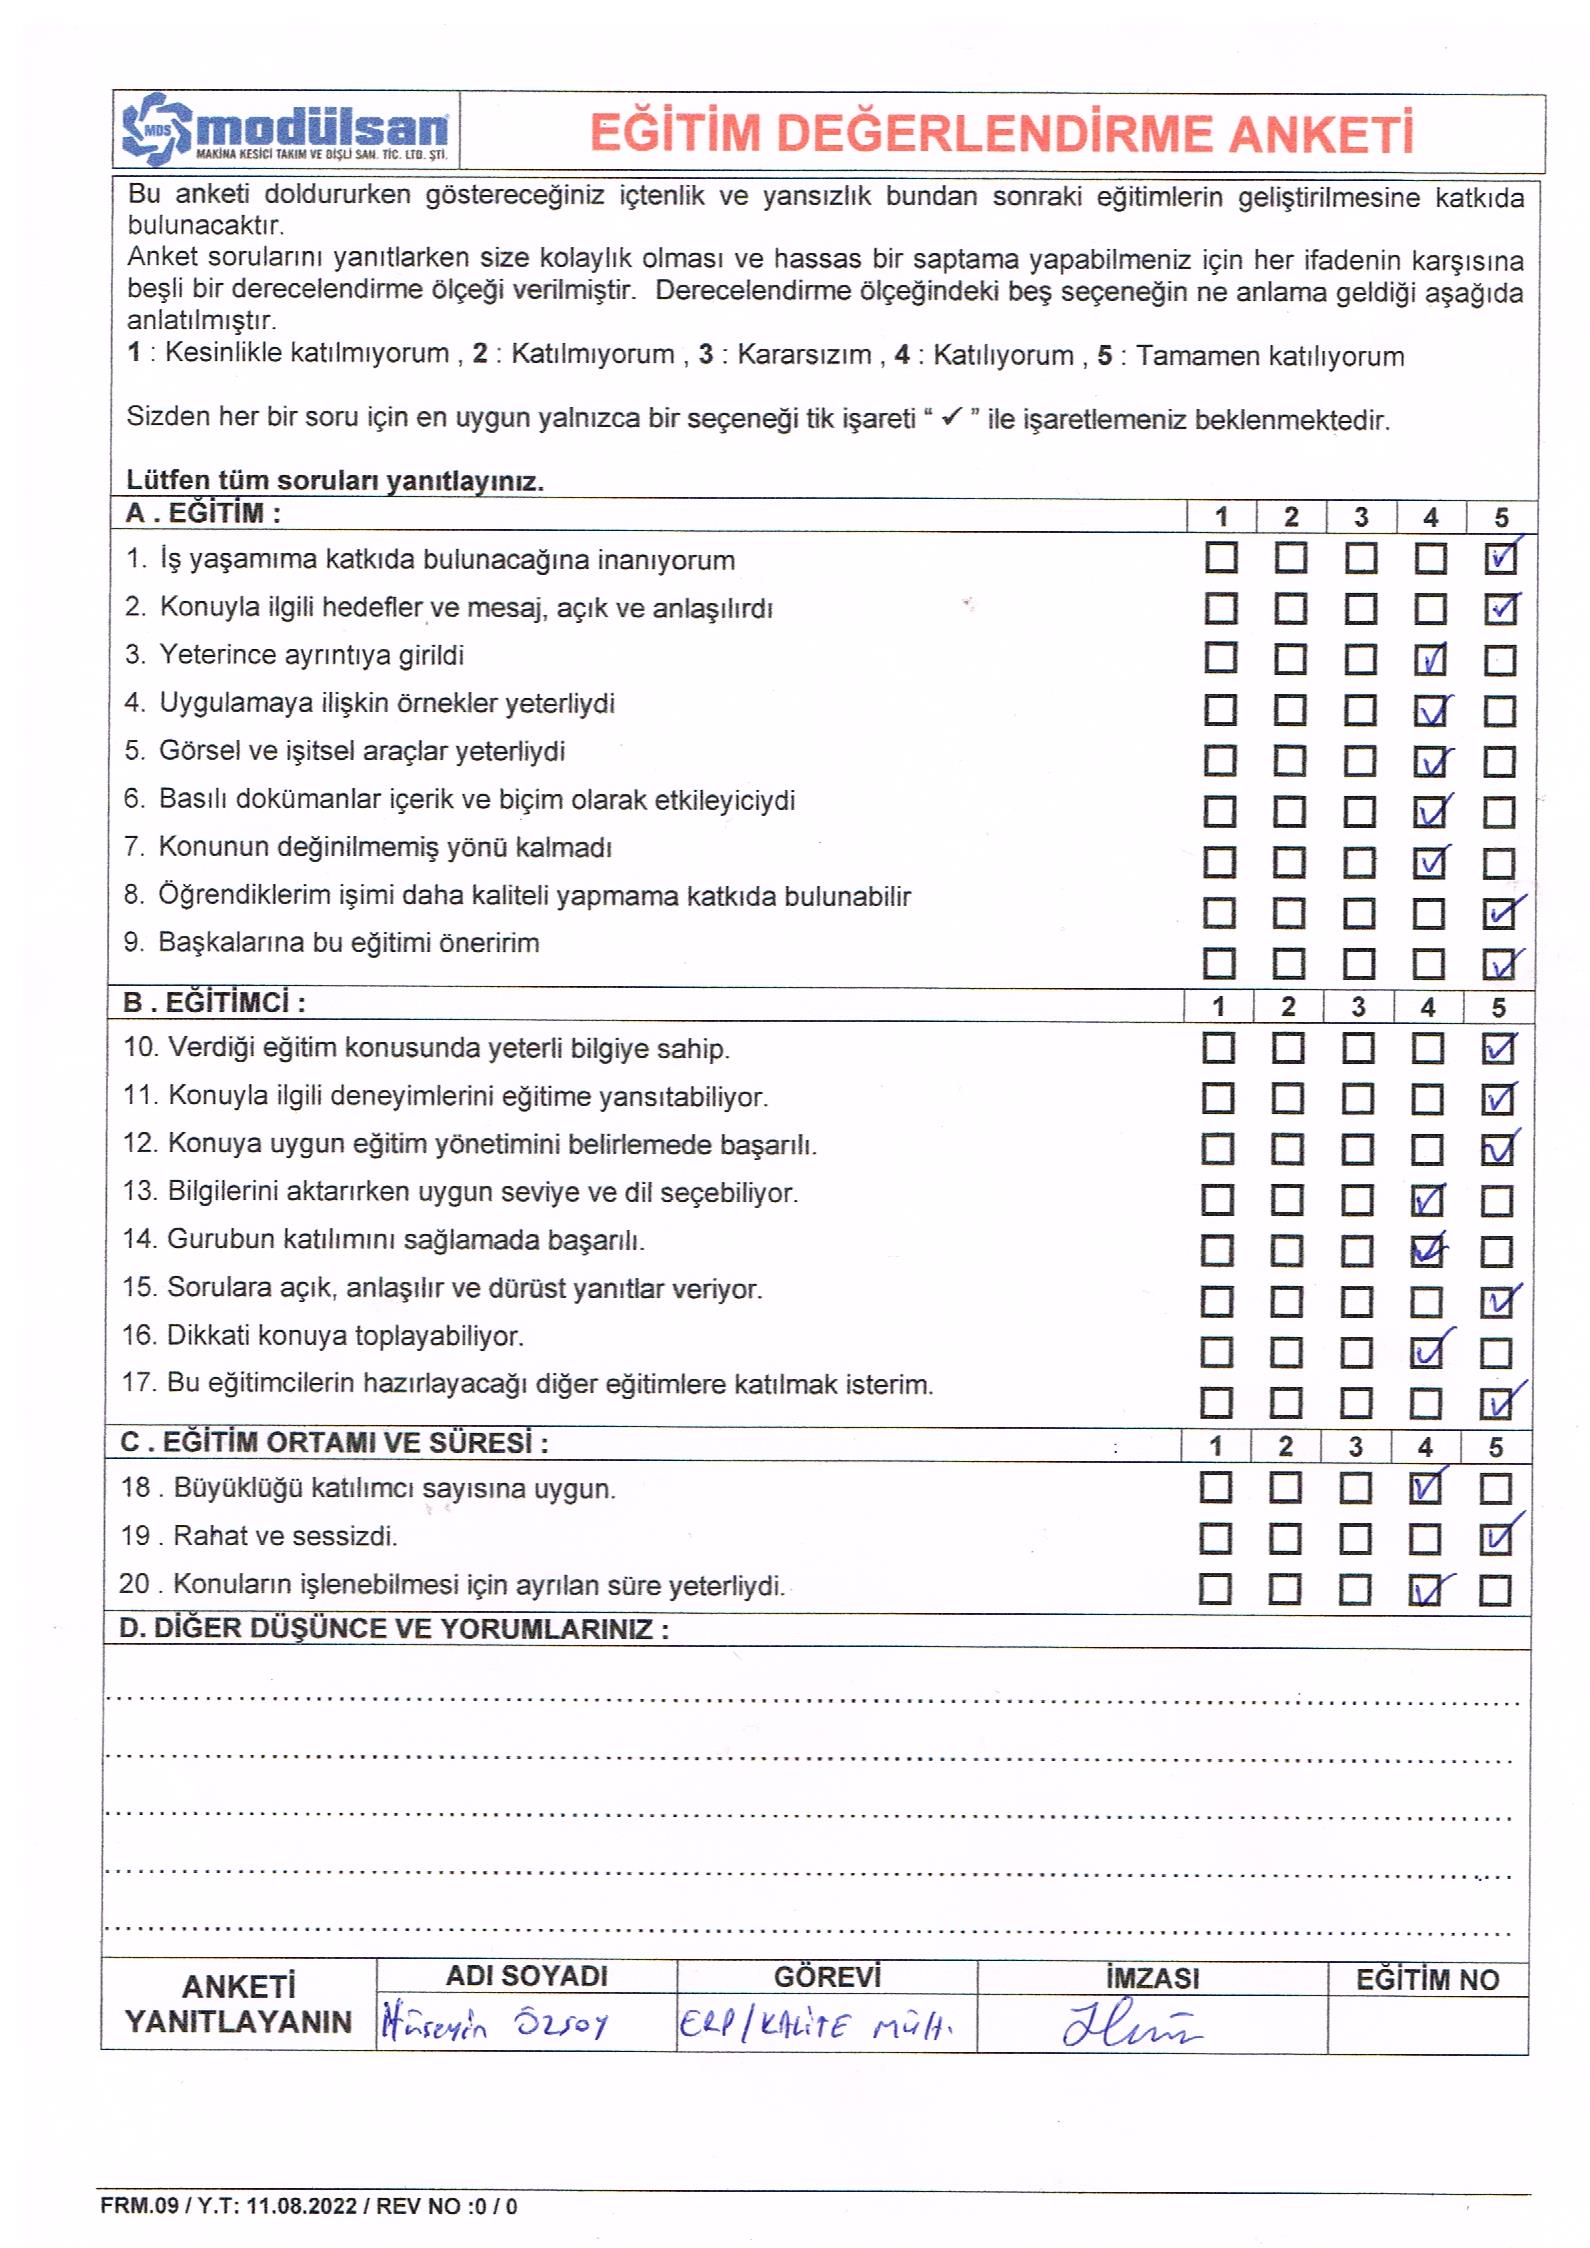 MDS modülsan
MAKİNA KESİCİ TAKIM VE DİŞLİ SAN. TİC. LTD. ŞTİ.
EĞİTİM DEĞERLENDİRME ANKETİ
Bu anketi doldururken göstereceğiniz içtenlik ve yansızlık bundan sonraki eğitimlerin geliştirilmesine katkıda
bulunacaktır.
Anket sorularını yanıtlarken size kolaylık olması ve hassas bir saptama yapabilmeniz için her ifadenin karşısına
beşli bir derecelendirme ölçeği verilmiştir. Derecelendirme ölçeğindeki beş seçeneğin ne anlama geldiği aşağıda
anlatılmıştır.
1 : Kesinlikle katılmıyorum , 2 : Katılmıyorum , 3 : Kararsızım , 4 : Katılıyorum , 5 : Tamamen katılıyorum
Sizden her bir soru için en uygun yalnızca bir seçeneği tik işareti “ ✓ ” ile işaretlemeniz beklenmektedir.
Lütfen tüm soruları yanıtlayınız.
A . EĞİTİM : 1 2 3 4 5
1. İş yaşamıma katkıda bulunacağına inanıyorum ☐ ☐ ☐ ☐ ☑
2. Konuyla ilgili hedefler ve mesaj, açık ve anlaşılırdı ☐ ☐ ☐ ☐ ☑
3. Yeterince ayrıntıya girildi ☐ ☐ ☐ ☑ ☐
4. Uygulamaya ilişkin örnekler yeterliydi ☐ ☐ ☐ ☑ ☐
5. Görsel ve işitsel araçlar yeterliydi ☐ ☐ ☐ ☑ ☐
6. Basılı dokümanlar içerik ve biçim olarak etkileyiciydi ☐ ☐ ☐ ☑ ☐
7. Konunun değinilmemiş yönü kalmadı ☐ ☐ ☐ ☑ ☐
8. Öğrendiklerim işimi daha kaliteli yapmama katkıda bulunabilir ☐ ☐ ☐ ☐ ☑
9. Başkalarına bu eğitimi öneririm ☐ ☐ ☐ ☐ ☑
B . EĞİTİMCİ : 1 2 3 4 5
10. Verdiği eğitim konusunda yeterli bilgiye sahip. ☐ ☐ ☐ ☐ ☑
11. Konuyla ilgili deneyimlerini eğitime yansıtabiliyor. ☐ ☐ ☐ ☐ ☑
12. Konuya uygun eğitim yönetimini belirlemede başarılı. ☐ ☐ ☐ ☐ ☑
13. Bilgilerini aktarırken uygun seviye ve dil seçebiliyor. ☐ ☐ ☐ ☑ ☐
14. Gurubun katılımını sağlamada başarılı. ☐ ☐ ☐ ☑ ☐
15. Sorulara açık, anlaşılır ve dürüst yanıtlar veriyor. ☐ ☐ ☐ ☐ ☑
16. Dikkati konuya toplayabiliyor. ☐ ☐ ☐ ☑ ☐
17. Bu eğitimcilerin hazırlayacağı diğer eğitimlere katılmak isterim. ☐ ☐ ☐ ☐ ☑
C . EĞİTİM ORTAMI VE SÜRESİ : 1 2 3 4 5
18 . Büyüklüğü katılımcı sayısına uygun. ☐ ☐ ☐ ☑ ☐
19 . Rahat ve sessizdi. ☐ ☐ ☐ ☐ ☑
20 . Konuların işlenebilmesi için ayrılan süre yeterliydi. ☐ ☐ ☐ ☑ ☐
D. DİĞER DÜŞÜNCE VE YORUMLARINIZ :
ANKETİ YANITLAYANIN
ADI SOYADI GÖREVİ İMZASI EĞİTİM NO
Hüseyin Özsoy ERP/KALİTE MÜH.
FRM.09 / Y.T: 11.08.2022 / REV NO :0 / 0